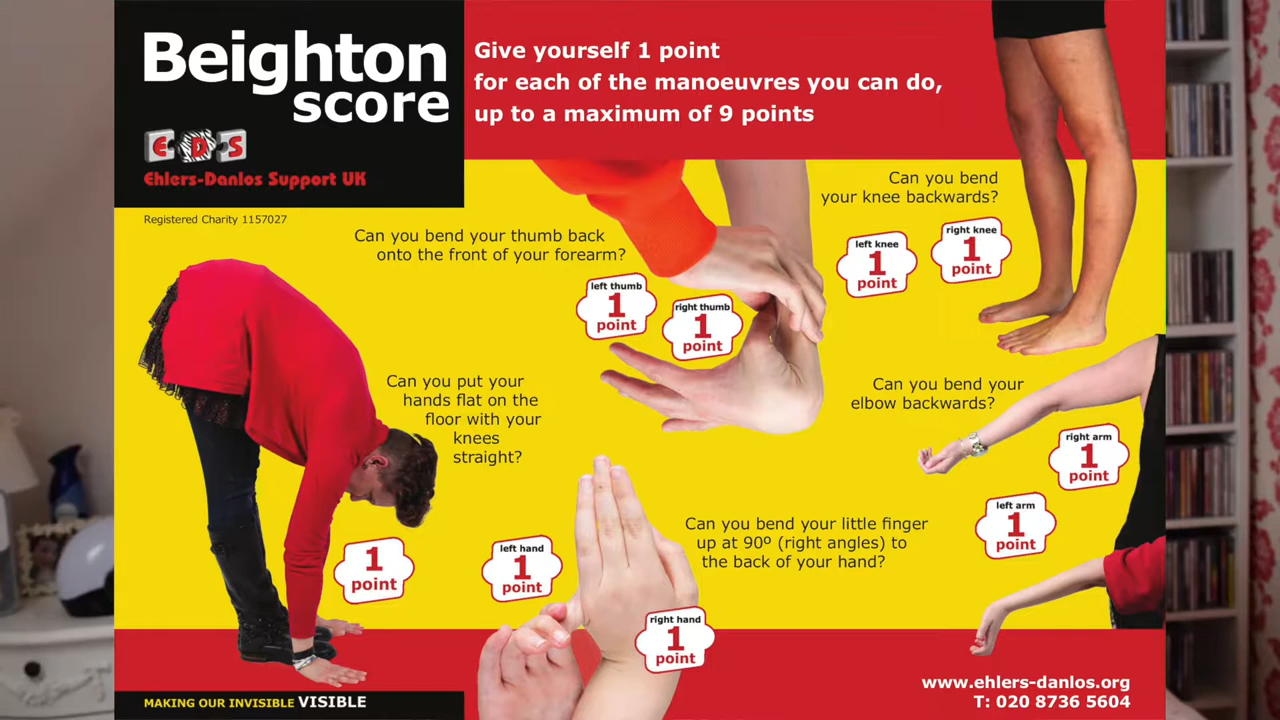 Beighton
score
EDS
Ehlers-Danlos Support UK
Registered Charity 1157027
Give yourself 1 point
for each of the manoeuvres you can do,
up to a maximum of 9 points
Can you bend your thumb back
onto the front of your forearm?
left thumb
1
point
right thumb
1
point
Can you bend
your knee backwards?
left knee
1
point
right knee
1
point
Can you put your
hands flat on the
floor with your
knees
straight?
1
point
Can you bend your
elbow backwards?
right arm
1
point
left arm
1
point
Can you bend your little finger
up at 90º (right angles) to
the back of your hand?
left hand
1
point
right hand
1
point
MAKING OUR INVISIBLE VISIBLE
www.ehlers-danlos.org
T: 020 8736 5604